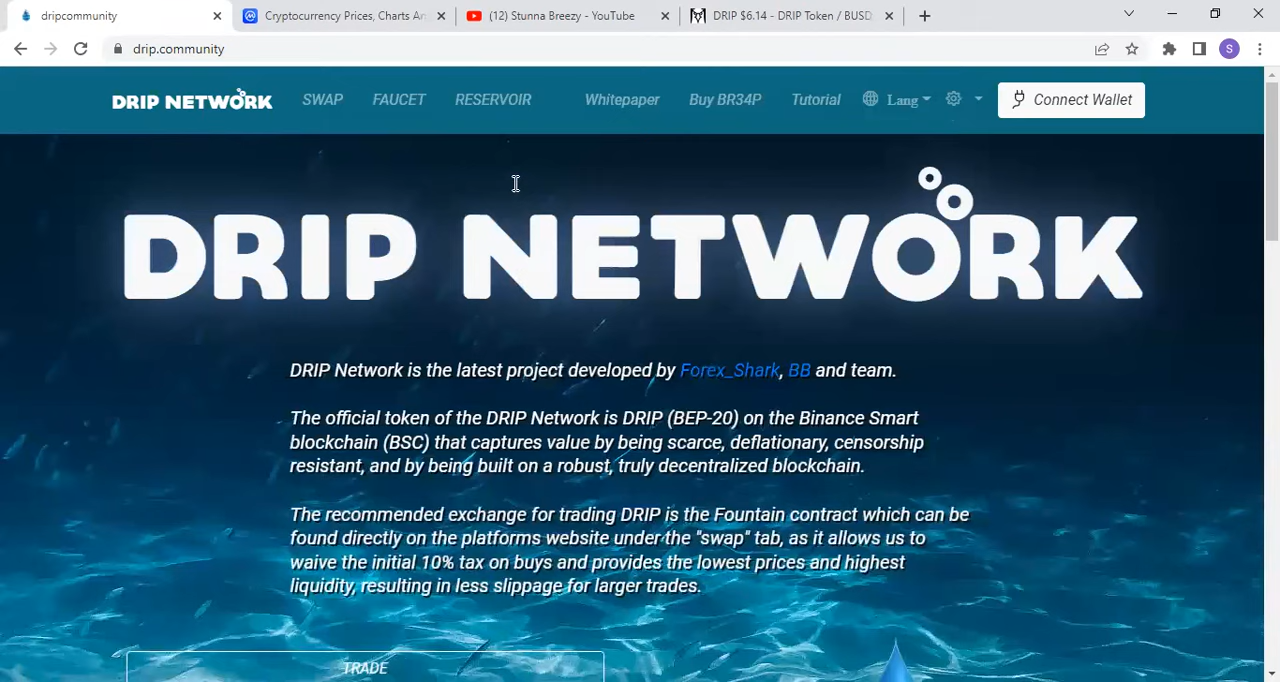 dripcommunity
Cryptocurrency Prices, Charts An
(12) Stunna Breezy - YouTube
DRIP $6.14 - DRIP Token / BUSD
drip.community
S
DRIP NETWORK
SWAP
FAUCET
RESERVOIR
Whitepaper
Buy BR34P
Tutorial
Lang
Connect Wallet
DRIP NETWORK
DRIP Network is the latest project developed by Forex_Shark, BB and team.
The official token of the DRIP Network is DRIP (BEP-20) on the Binance Smart
blockchain (BSC) that captures value by being scarce, deflationary, censorship
resistant, and by being built on a robust, truly decentralized blockchain.
The recommended exchange for trading DRIP is the Fountain contract which can be
found directly on the platforms website under the "swap" tab, as it allows us to
waive the initial 10% tax on buys and provides the lowest prices and highest
liquidity, resulting in less slippage for larger trades.
TRADE